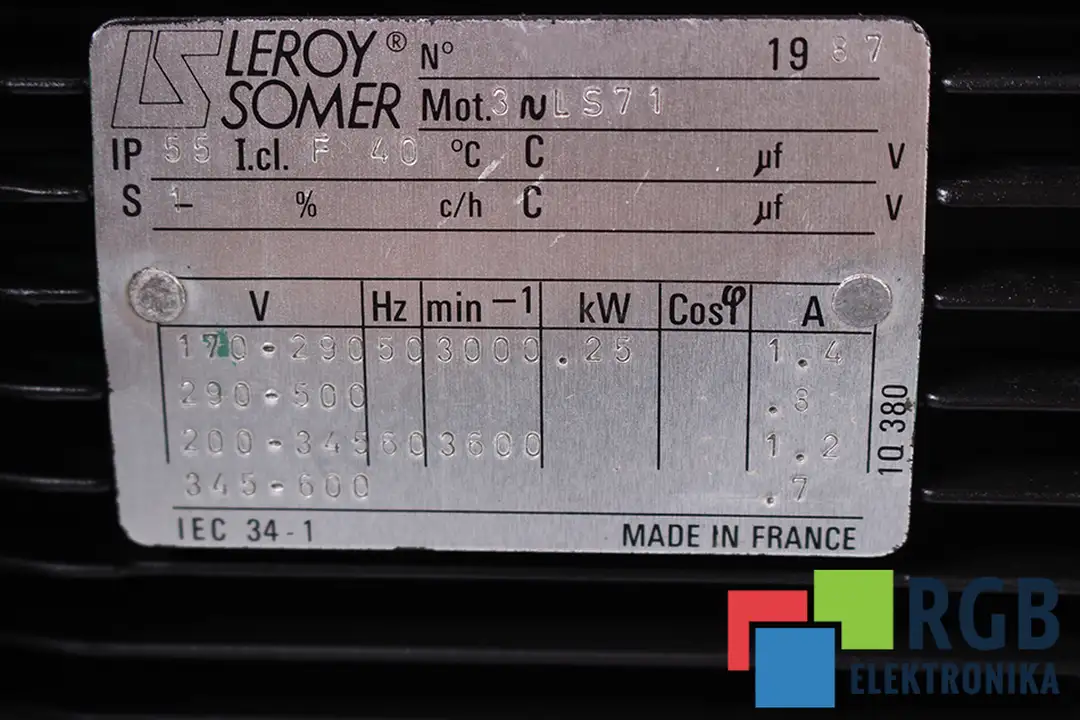 LEROY® SOMER
N° 19 87
Mot. 3 ~ LS71
IP 55 I.cl. F 40 °C C µf V
S 1 % c/h C µf V
V Hz min-1 kW Cosφ A
170-290 50 3000 .25 1.4
290-500 .8
200-345 60 3600 1.2
345-600 .7
1Q 380
IEC 34-1 MADE IN FRANCE
RGB
ELEKTRONIKA